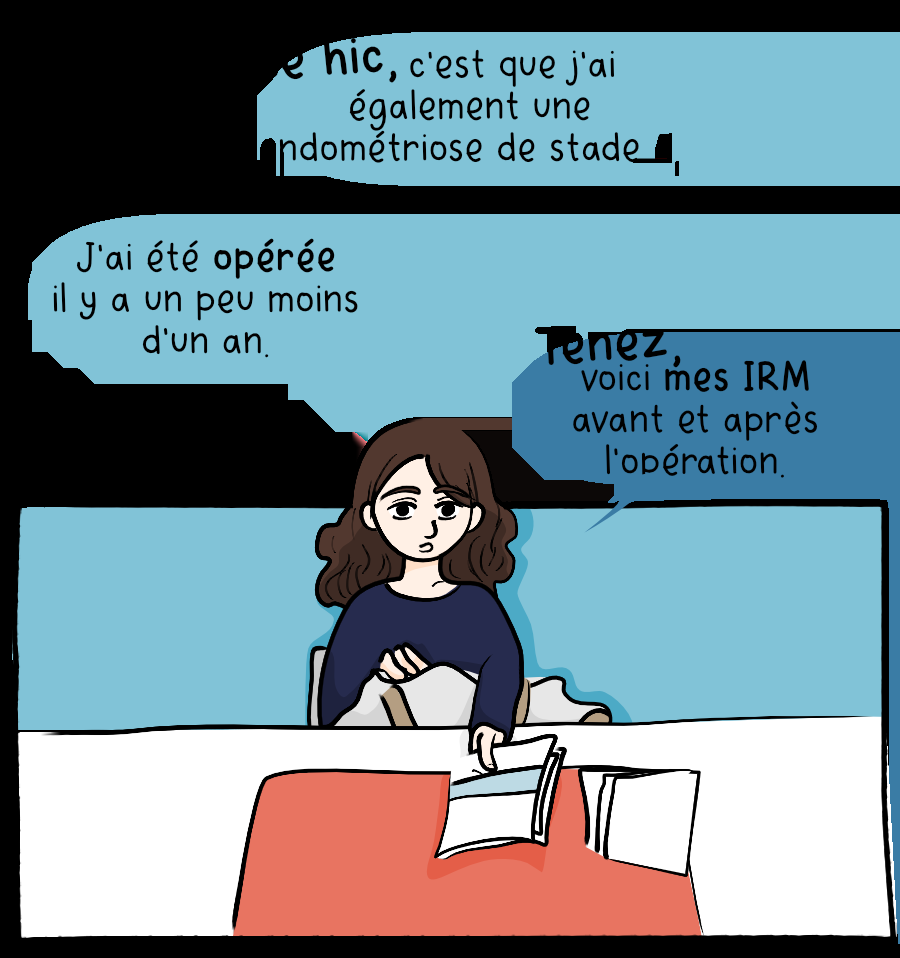 hic, c'est que j'ai
également une
ndométriose de stade
J'ai été opérée
il y a un peu moins
d'un an.
Tenez,
voici mes IRM
avant et après
l'opération.